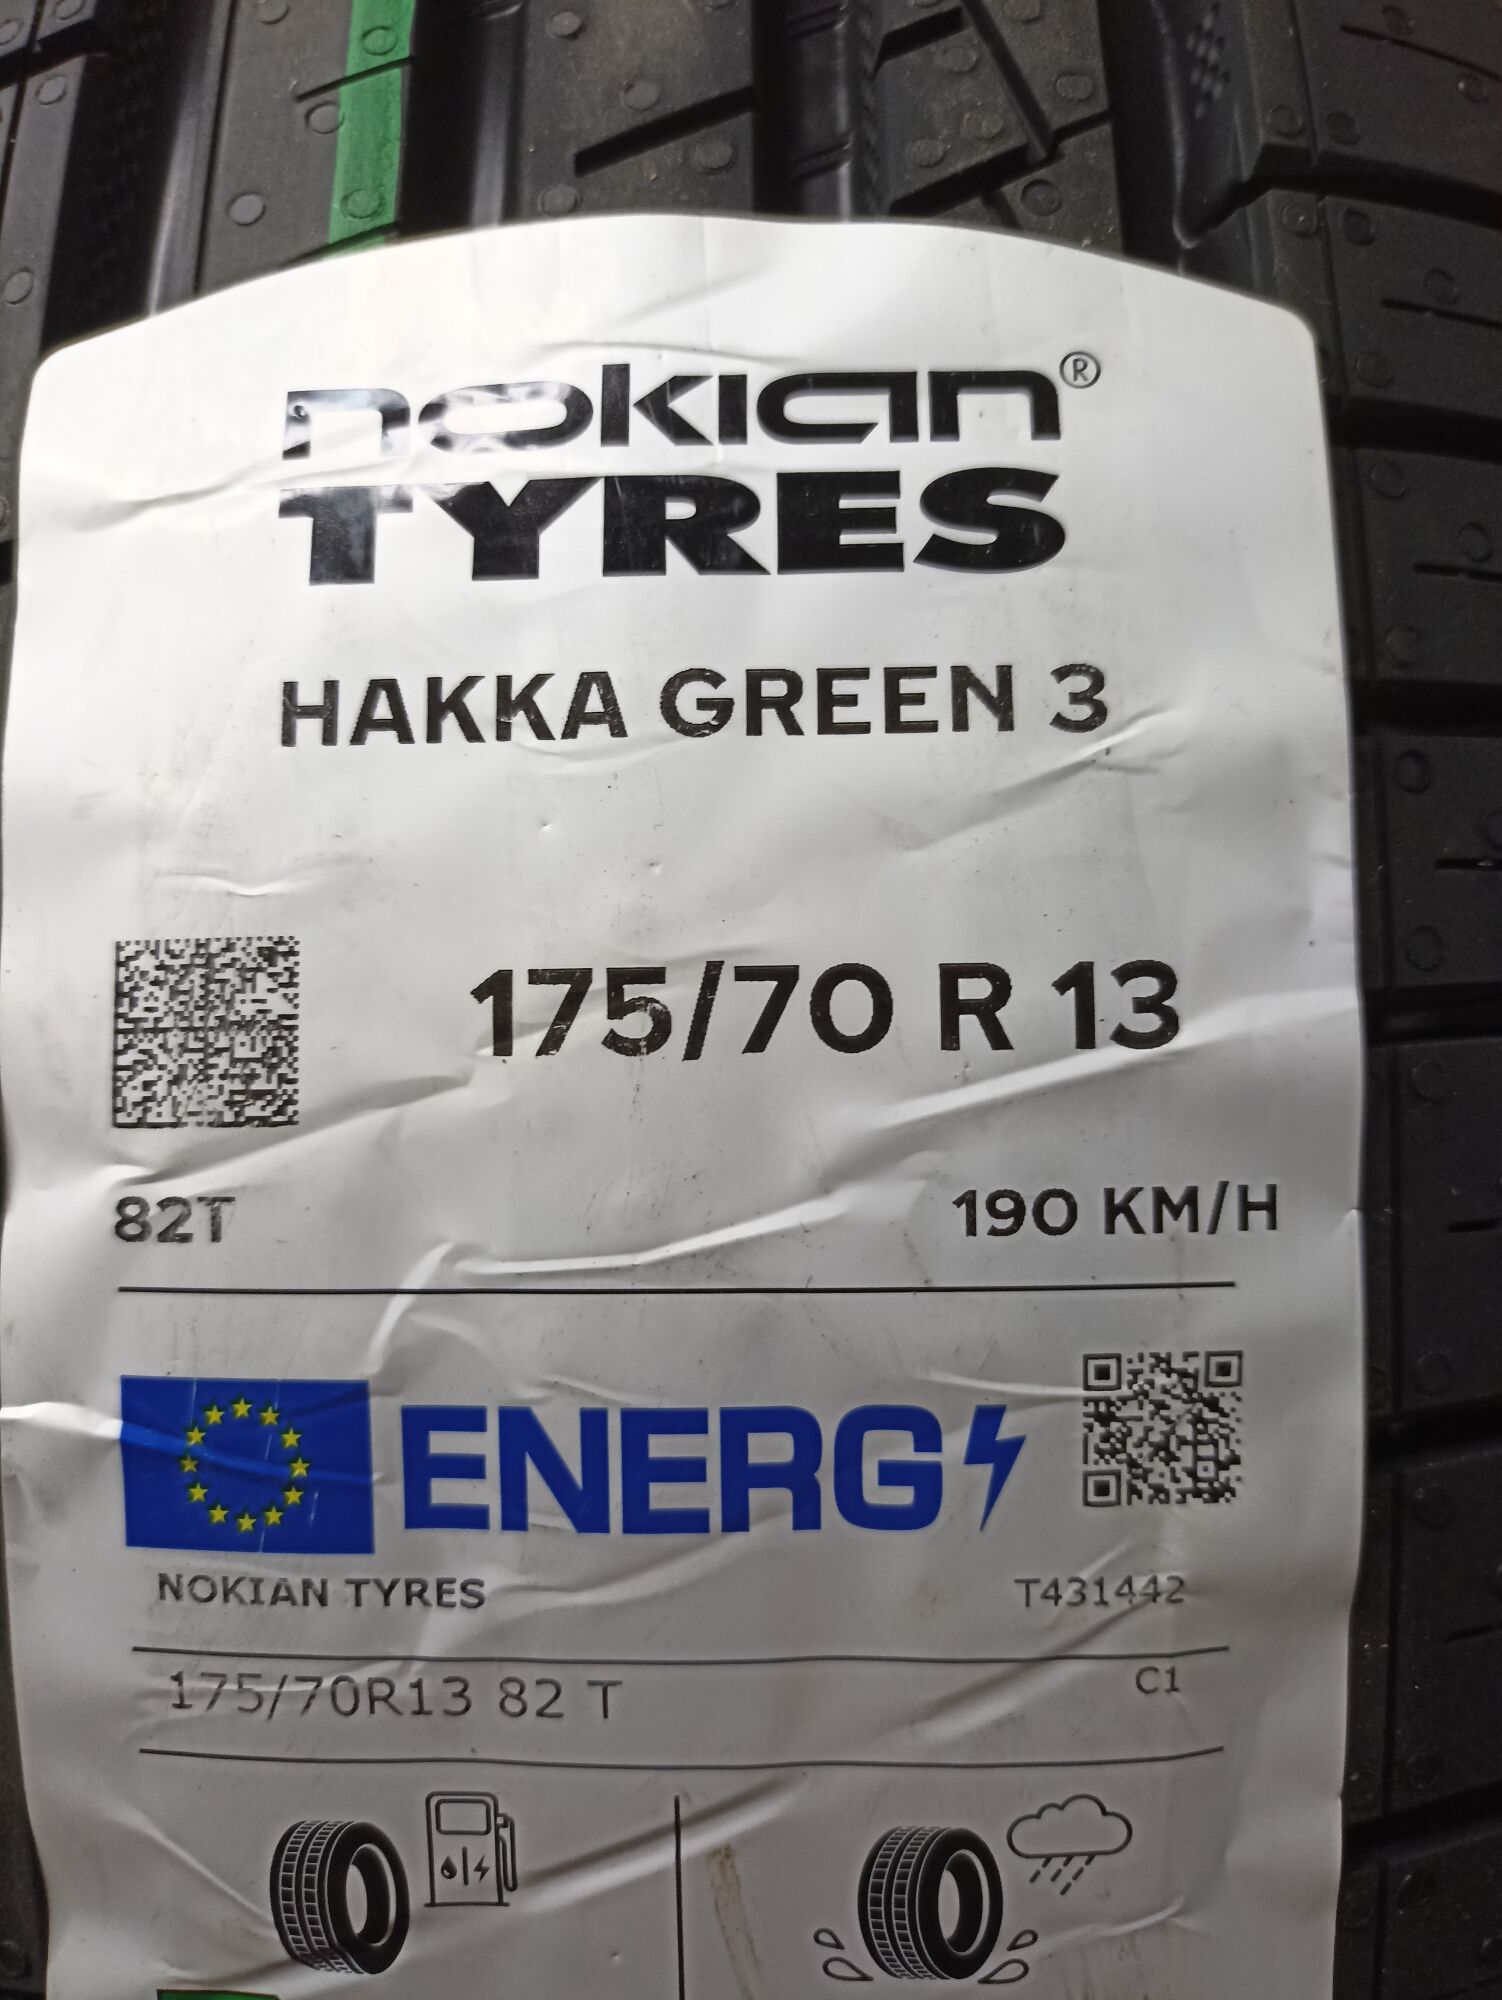 nokian®
TYRES
HAKKA GREEN 3
175/70 R 13
82T 190 KM/H
ENERG
NOKIAN TYRES T431442
175/70R13 82 T C1